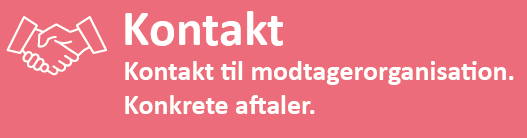 Kontakt
Kontakt til modtagerorganisation.
Konkrete aftaler.